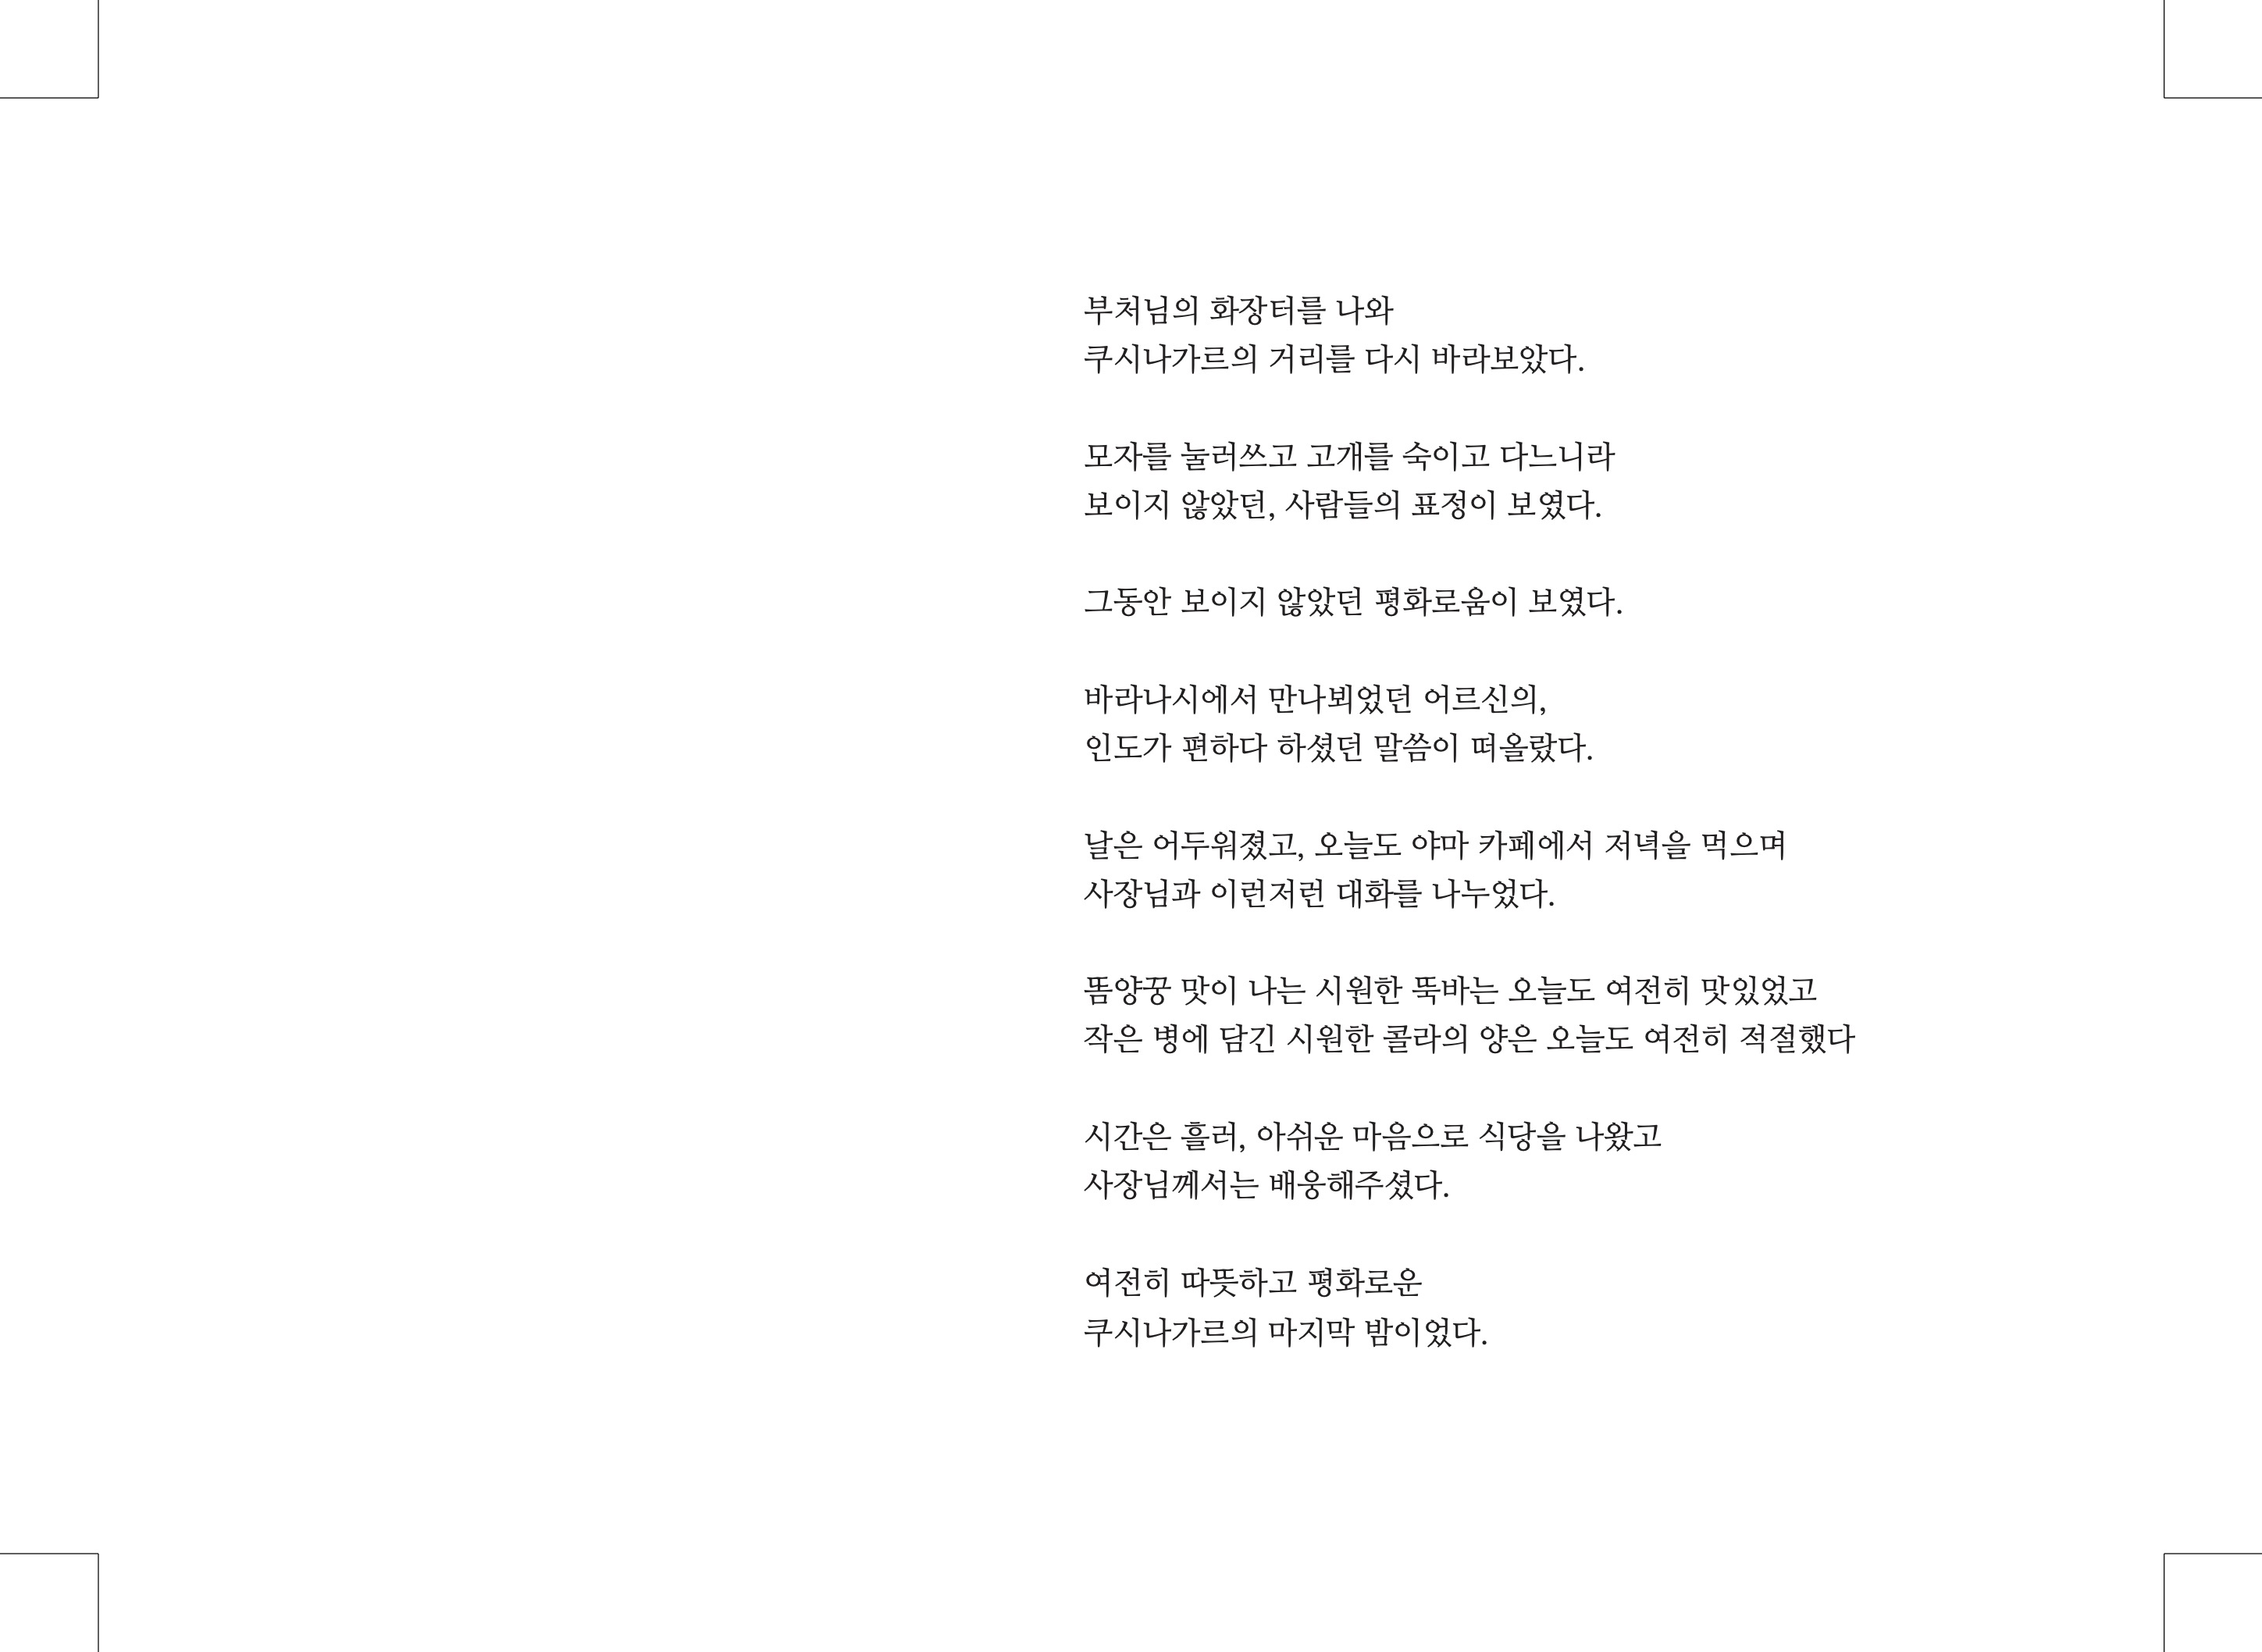 부처님의 화장터를 나와
쿠시나가르의 거리를 다시 바라보았다.
모자를 눌러쓰고 고개를 숙이고 다느니라
보이지 않았던, 사람들의 표정이 보였다.
그동안 보이지 않았던 평화로움이 보였다.
바라나시에서 만나뵈었던 어르신의,
인도가 편하다 하셨던 말씀이 떠올랐다.
날은 어두워졌고, 오늘도 야마 카페에서 저녁을 먹으며
사장님과 이런저런 대화를 나누었다.
똠양꿍 맛이 나는 시원한 뚝바는 오늘도 여전히 맛있었고
작은 병에 담긴 시원한 콜라의 양은 오늘도 여전히 적절했다
시간은 흘러, 아쉬운 마음으로 식당을 나왔고
사장님께서는 배웅해주셨다.
여전히 따뜻하고 평화로운
쿠시나가르의 마지막 밤이었다.